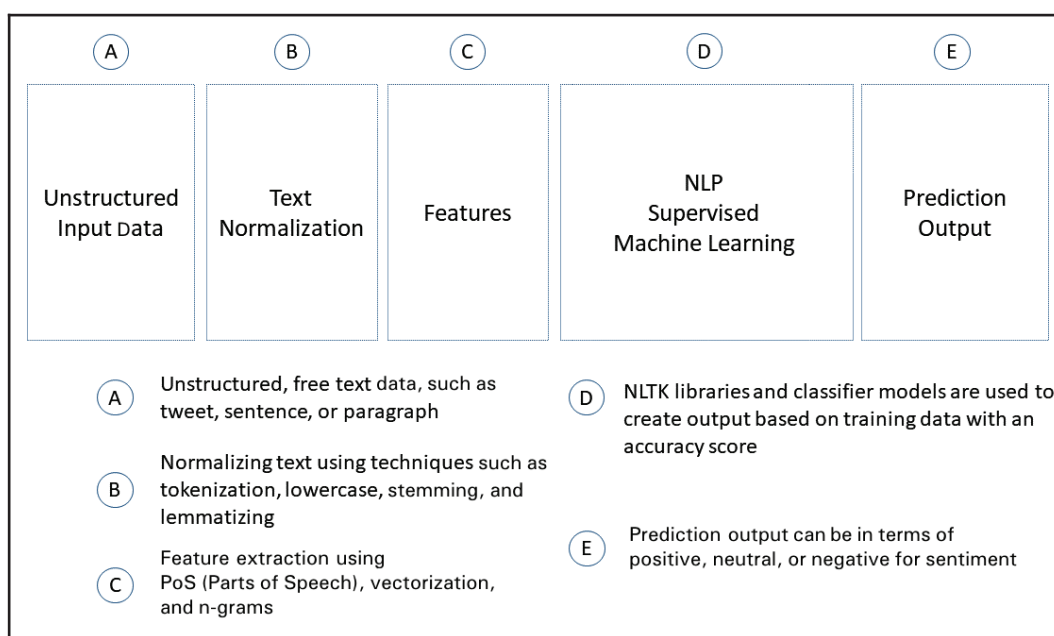 A
B
C
D
E
Unstructured
Input Data
Text
Normalization
Features
NLP
Supervised
Machine Learning
Prediction
Output
A
Unstructured, free text data, such as
tweet, sentence, or paragraph
B
Normalizing text using techniques such as
tokenization, lowercase, stemming, and
lemmatizing
C
Feature extraction using
PoS (Parts of Speech), vectorization,
and n-grams
D
NLTK libraries and classifier models are used to
create output based on training data with an
accuracy score
E
Prediction output can be in terms of
positive, neutral, or negative for sentiment